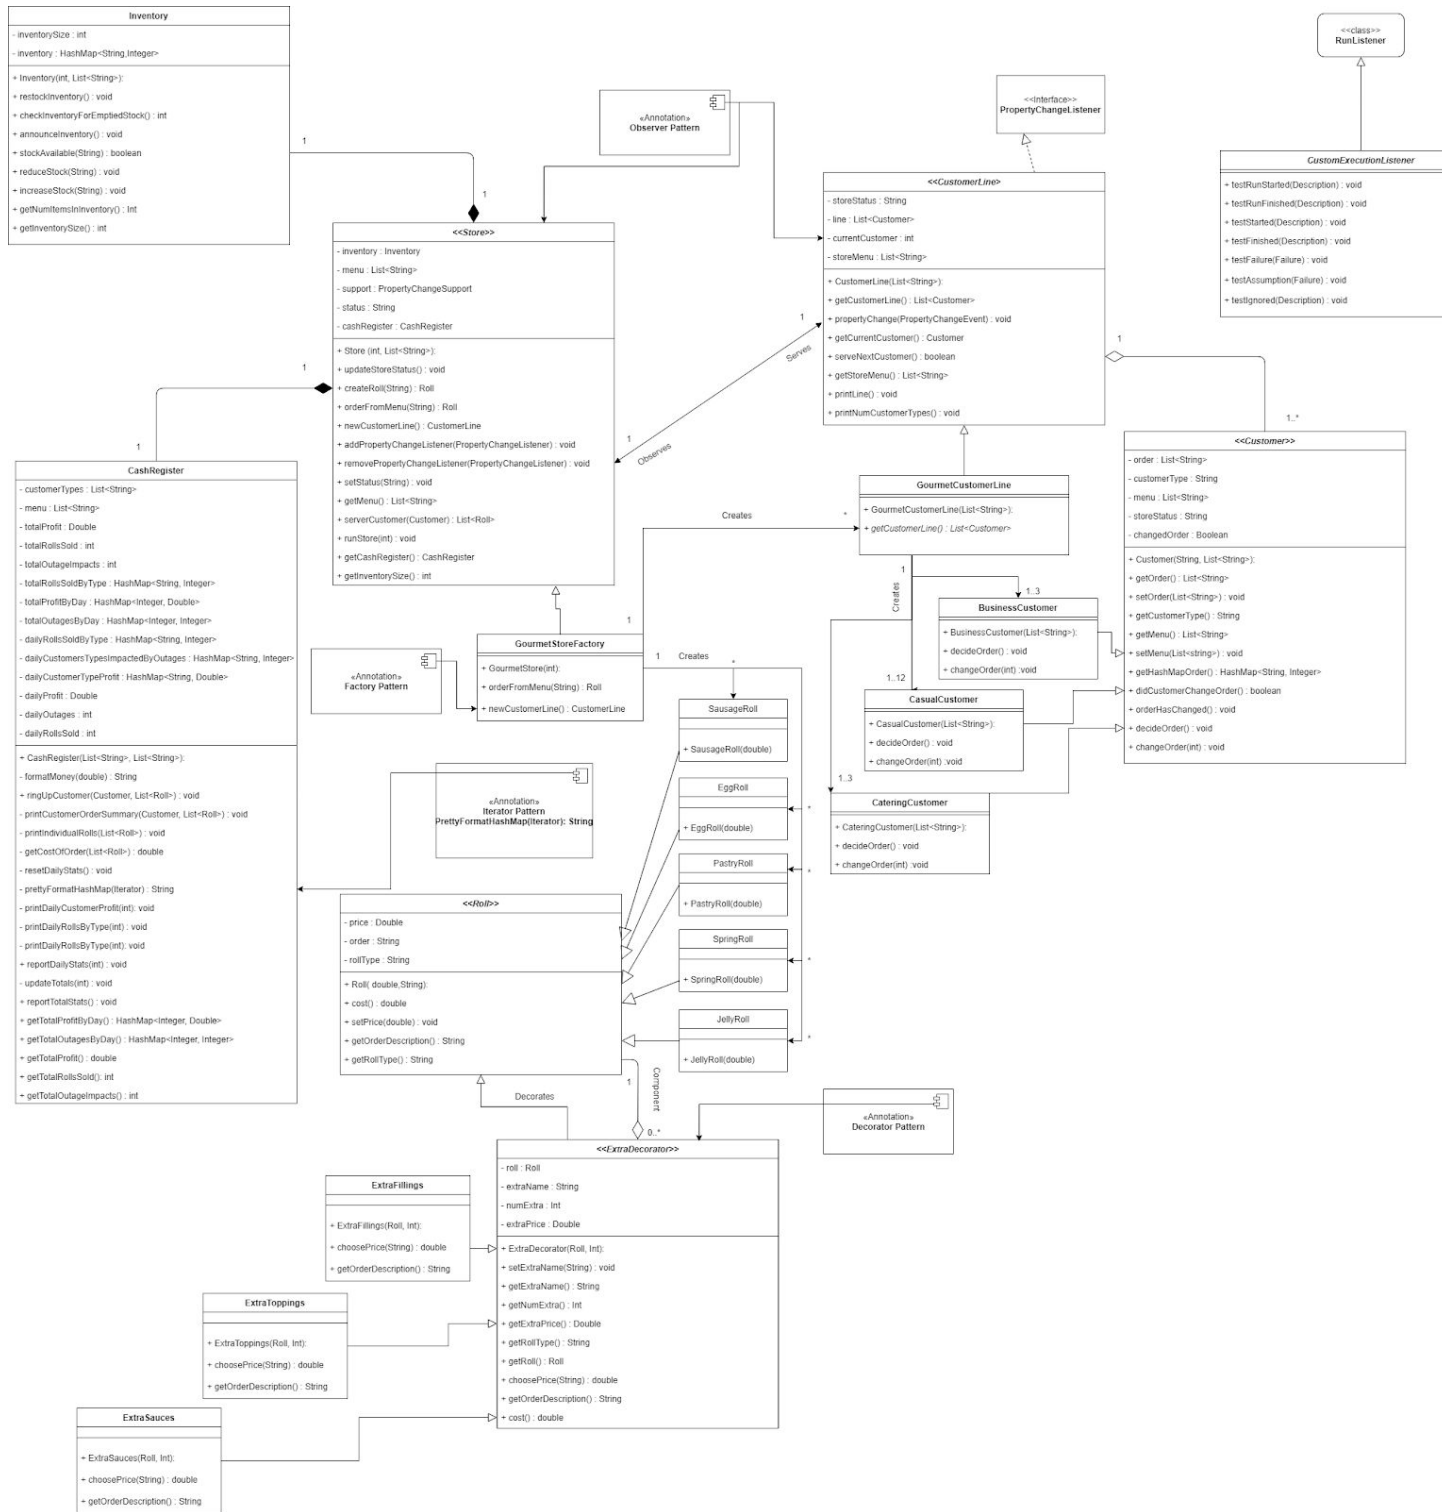 Inventory
- inventorySize : int
- inventory : HashMap<String,Integer>
+ Inventory(int, List<String>):
+ restockInventory() : void
+ checkInventoryForEmptiedStock() : int
+ announceInventory() : void
+ stockAvailable(String) : boolean
+ reduceStock(String) : void
+ increaseStock(String) : void
+ getNumItemsInInventory() : Int
+ getInventorySize() : int
1
1
«Annotation»
Observer Pattern
<<Interface>>
PropertyChangeListener
<<class>>
RunListener
CustomExecutionListener
+ testRunStarted(Description) : void
+ testRunFinished(Description) : void
+ testStarted(Description) : void
+ testFinished(Description) : void
+ testFailure(Failure) : void
+ testAssumption(Failure) : void
+ testIgnored(Description) : void
<<Store>>
- inventory : Inventory
- menu : List<String>
- support : PropertyChangeSupport
- status : String
- cashRegister : CashRegister
+ Store (int, List<String>):
+ updateStoreStatus() : void
+ createRoll(String) : Roll
+ orderFromMenu(String) : Roll
+ newCustomerLine() : CustomerLine
+ addPropertyChangeListener(PropertyChangeListener) : void
+ removePropertyChangeListener(PropertyChangeListener) : void
+ setStatus(String) : void
+ getMenu() : List<String>
+ serverCustomer(Customer) : List<Roll>
+ runStore(int) : void
+ getCashRegister() : CashRegister
+ getInventorySize() : int
<<CustomerLine>
- storeStatus : String
- line : List<Customer>
- currentCustomer : int
- storeMenu : List<String>
+ CustomerLine(List<String>):
+ getCustomerLine() : List<Customer>
+ propertyChange(PropertyChangeEvent) : void
+ getCurrentCustomer() : Customer
+ serveNextCustomer() : boolean
+ getStoreMenu() : List<String>
+ printLine() : void
+ printNumCustomerTypes() : void
1
Serves
1
Observes
1
1..*
1
1
<<Customer>>
- order : List<String>
- customerType : String
- menu : List<String>
- storeStatus : String
- changedOrder : Boolean
+ Customer(String, List<String>):
+ getOrder() : List<String>
+ setOrder(List<String>) : void
+ getCustomerType() : String
+ getMenu() : List<String>
+ setMenu(List<string>) : void
+ getHashMapOrder() : HashMap<String, Integer>
+ didCustomerChangeOrder() : boolean
+ orderHasChanged() : void
+ decideOrder() : void
+ changeOrder(int) : void
CashRegister
- customerTypes : List<String>
- menu : List<String>
- totalProfit : Double
- totalRollsSold : int
- totalOutageImpacts : int
- totalRollsSoldByType : HashMap<String, Integer>
- totalProfitByDay : HashMap<Integer, Double>
- totalOutagesByDay : HashMap<Integer, Integer>
- dailyRollsSoldByType : HashMap<String, Integer>
- dailyCustomersTypesImpactedByOutages : HashMap<String, Integer>
- dailyCustomerTypeProfit : HashMap<String, Double>
- dailyProfit : Double
- dailyOutages : int
- dailyRollsSold : int
+ CashRegister(List<String>, List<String>):
- formatMoney(double) : String
+ ringUpCustomer(Customer, List<Roll>) : void
- printCustomerOrderSummary(Customer, List<Roll>) : void
- printIndividualRolls(List<Roll>) : void
- getCostOfOrder(List<Roll>) : double
- resetDailyStats() : void
- prettyFormatHashMap(Iterator) : String
- printDailyCustomerProfit(int): void
- printDailyRollsByType(int) : void
- printDailyRollsByType(int): void
+ reportDailyStats(int) : void
- updateTotals(int) : void
+ reportTotalStats() : void
+ getTotalProfitByDay() : HashMap<Integer, Double>
+ getTotalOutagesByDay() : HashMap<Integer, Integer>
+ getTotalProfit() : double
+ getTotalRollsSold(): int
+ getTotalOutageImpacts() : int
Creates
*
1
GourmetCustomerLine
+ GourmetCustomerLine(List<String>):
+ getCustomerLine() : List<Customer>
1
Creates
1..3
1..12
1..3
BusinessCustomer
+ BusinessCustomer(List<String>):
+ decideOrder() : void
+ changeOrder(int) :void
CasualCustomer
+ CasualCustomer(List<String>):
+ decideOrder() : void
+ changeOrder(int) :void
CateringCustomer
+ CateringCustomer(List<String>):
+ decideOrder() : void
+ changeOrder(int) :void
«Annotation»
Factory Pattern
GourmetStoreFactory
+ GourmetStore(int):
+ orderFromMenu(String) : Roll
+ newCustomerLine() : CustomerLine
1
Creates
*
SausageRoll
+ SausageRoll(double)
EggRoll
+ EggRoll(double)
*
PastryRoll
+ PastryRoll(double)
*
SpringRoll
+ SpringRoll(double)
*
JellyRoll
+ JellyRoll(double)
*
«Annotation»
Iterator Pattern
PrettyFormatHashMap(Iterator): String
<<Roll>>
- price : Double
- order : String
- rollType : String
+ Roll( double,String):
+ cost() : double
+ setPrice(double) : void
+ getOrderDescription() : String
+ getRollType() : String
Decorates
1
Component
0..*
«Annotation»
Decorator Pattern
<<ExtraDecorator>>
- roll : Roll
- extraName : String
- numExtra : Int
- extraPrice : Double
+ ExtraDecorator(Roll, Int):
+ setExtraName(String) : void
+ getExtraName() : String
+ getNumExtra() : Int
+ getExtraPrice() : Double
+ getRollType() : String
+ getRoll() : Roll
+ choosePrice(String) : double
+ getOrderDescription() : String
+ cost() : double
ExtraFillings
+ ExtraFillings(Roll, Int):
+ choosePrice(String) : double
+ getOrderDescription() : String
ExtraToppings
+ ExtraToppings(Roll, Int):
+ choosePrice(String) : double
+ getOrderDescription() : String
ExtraSauces
+ ExtraSauces(Roll, Int):
+ choosePrice(String) : double
+ getOrderDescription() : String